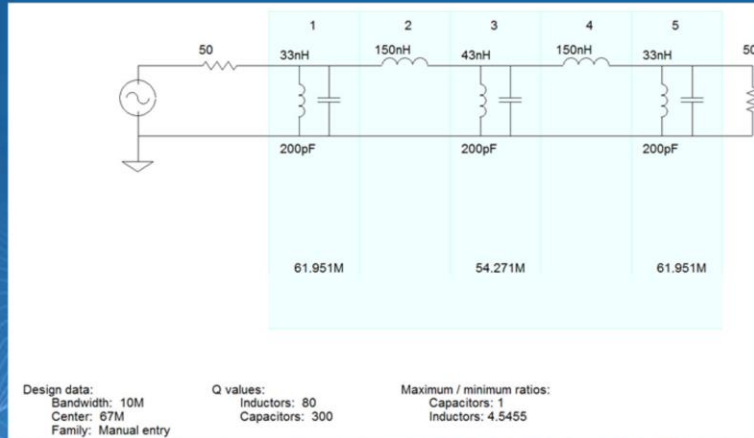 1 2 3 4 5
50 33nH 150nH 43nH 150nH 33nH 50
200pF 200pF 200pF
61.951M 54.271M 61.951M
Design data: Q values: Maximum / minimum ratios:
Bandwidth: 10M Inductors: 80 Capacitors: 1
Center: 67M Capacitors: 300 Inductors: 4.5455
Family: Manual entry